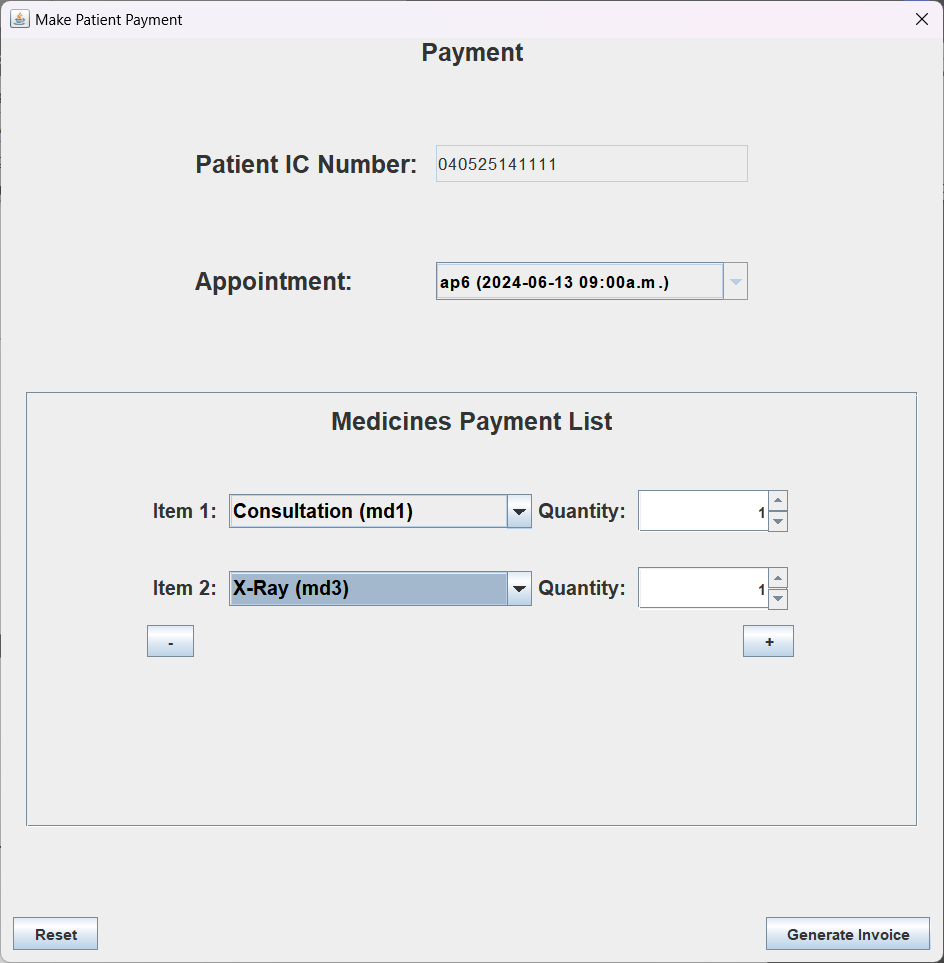 Make Patient Payment
Payment
Patient IC Number: 040525141111
Appointment: ap6 (2024-06-13 09:00a.m.)
Medicines Payment List
Item 1: Consultation (md1) Quantity: 1
Item 2: X-Ray (md3) Quantity: 1
- +
Reset Generate Invoice